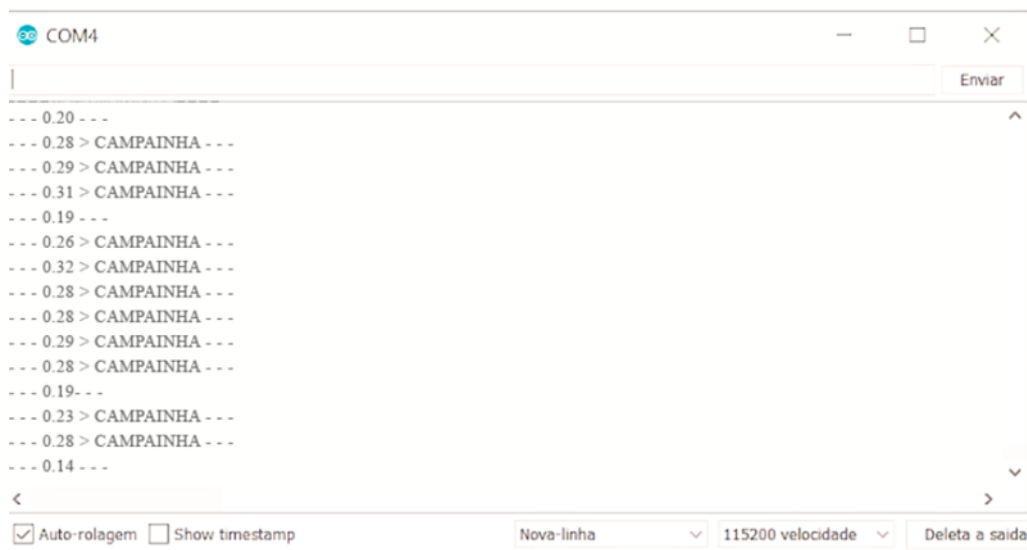 COM4
Enviar
- - - 0.20 - - -
- - - 0.28 > CAMPAINHA - - -
- - - 0.29 > CAMPAINHA - - -
- - - 0.31 > CAMPAINHA - - -
- - - 0.19 - - -
- - - 0.26 > CAMPAINHA - - -
- - - 0.32 > CAMPAINHA - - -
- - - 0.28 > CAMPAINHA - - -
- - - 0.28 > CAMPAINHA - - -
- - - 0.29 > CAMPAINHA - - -
- - - 0.28 > CAMPAINHA - - -
- - - 0.19- - -
- - - 0.23 > CAMPAINHA - - -
- - - 0.28 > CAMPAINHA - - -
- - - 0.14 - - -
Auto-rolagem Show timestamp Nova-linha 115200 velocidade Deleta a saida